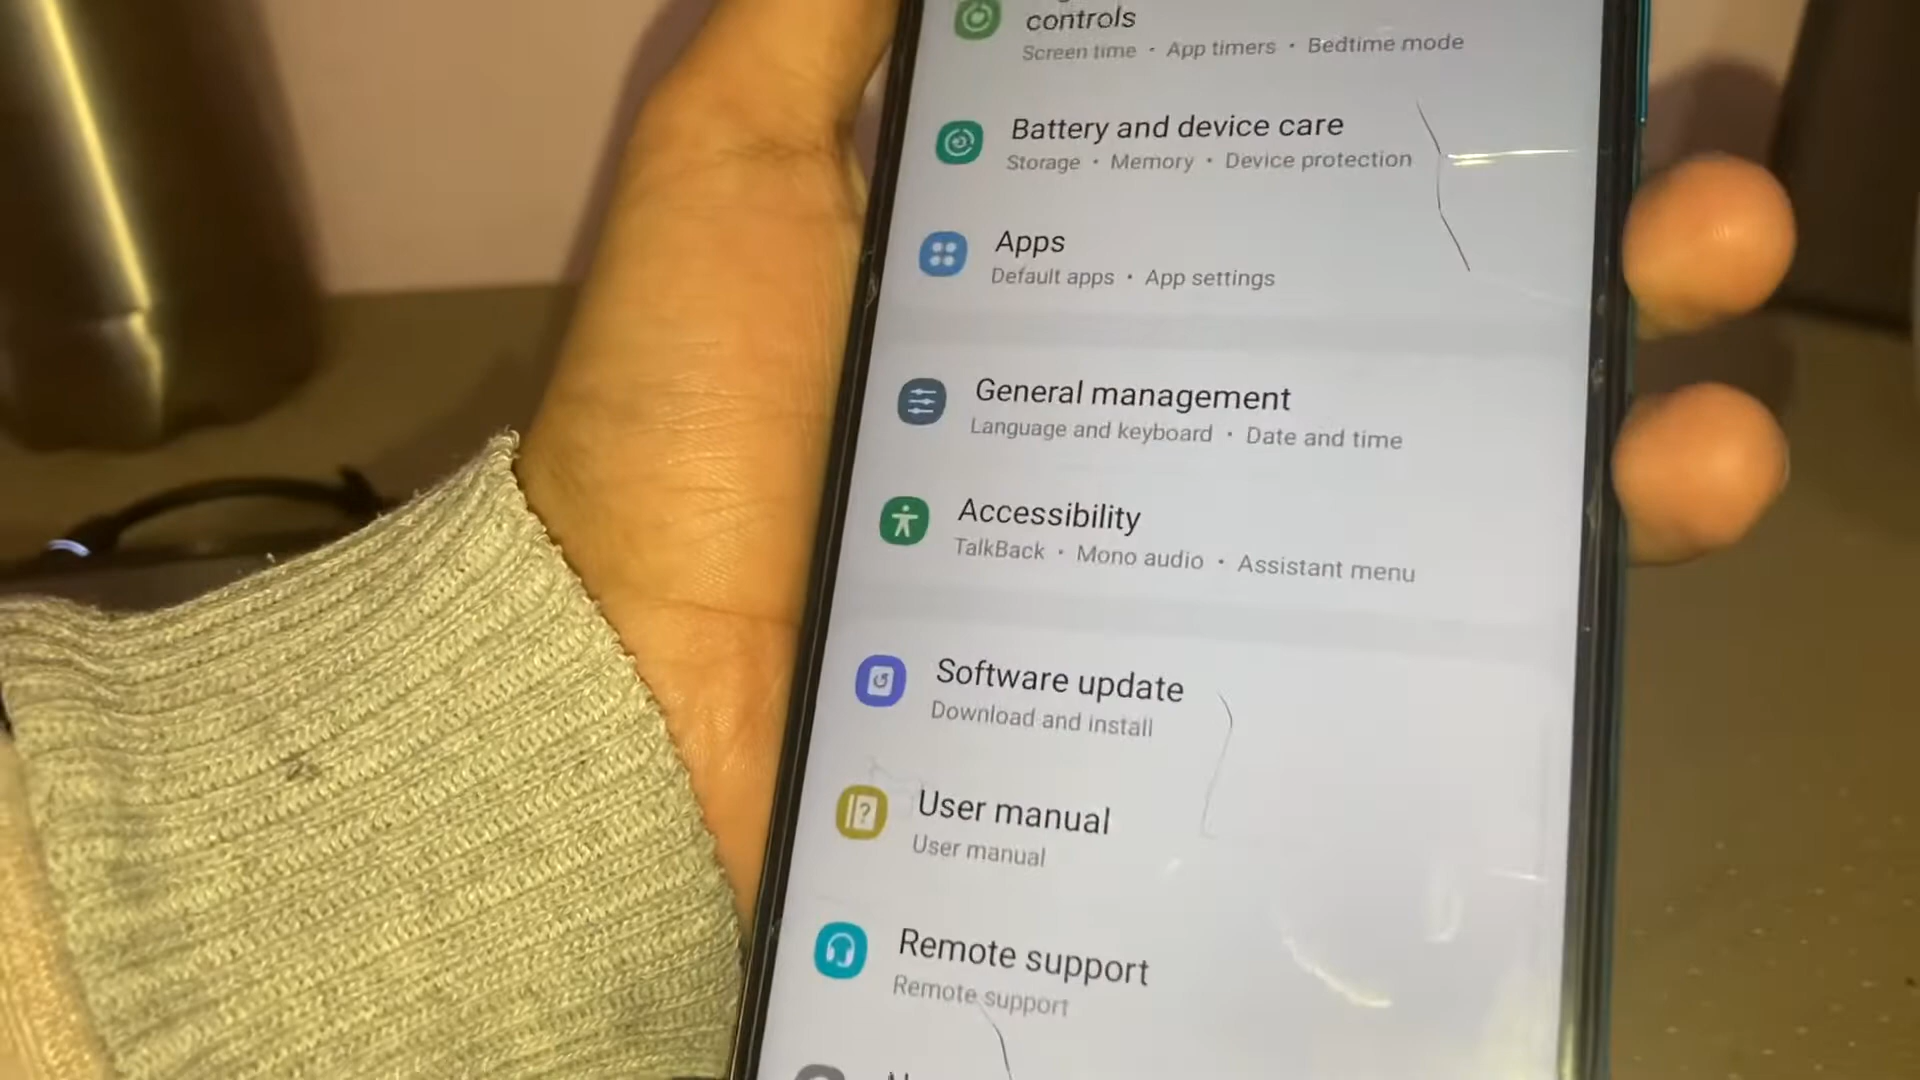 controls
Screen time · App timers · Bedtime mode
Battery and device care
Storage · Memory · Device protection
Apps
Default apps · App settings
General management
Language and keyboard · Date and time
Accessibility
TalkBack · Mono audio · Assistant menu
Software update
Download and install
User manual
User manual
Remote support
Remote support